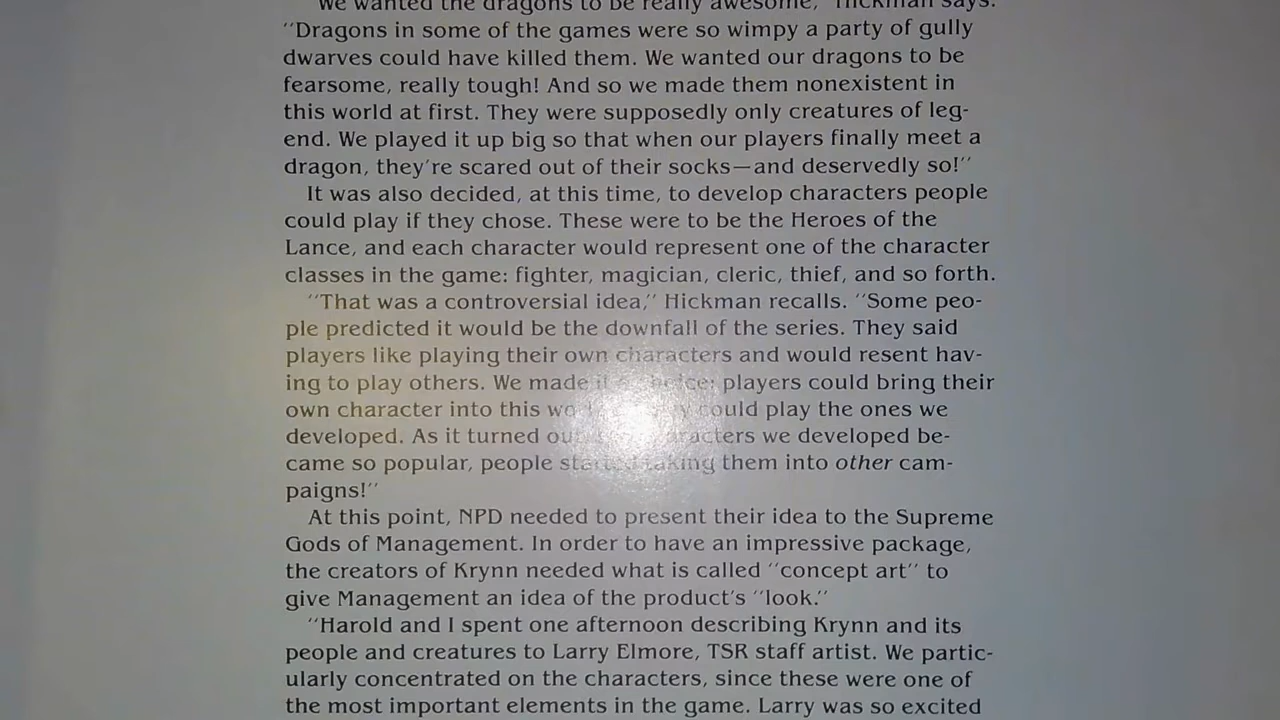 "We wanted the dragons to be really awesome," Hickman says.
"Dragons in some of the games were so wimpy a party of gully
dwarves could have killed them. We wanted our dragons to be
fearsome, really tough! And so we made them nonexistent in
this world at first. They were supposedly only creatures of leg-
end. We played it up big so that when our players finally meet a
dragon, they're scared out of their socks—and deservedly so!"
It was also decided, at this time, to develop characters people
could play if they chose. These were to be the Heroes of the
Lance, and each character would represent one of the character
classes in the game: fighter, magician, cleric, thief, and so forth.
"That was a controversial idea," Hickman recalls. "Some peo-
ple predicted it would be the downfall of the series. They said
players like playing their own characters and would resent hav-
ing to play others. We made it players could bring their
own character into this could play the ones we
developed. As it turned characters we developed be-
came so popular, people started taking them into other cam-
paigns!"
At this point, NPD needed to present their idea to the Supreme
Gods of Management. In order to have an impressive package,
the creators of Krynn needed what is called "concept art" to
give Management an idea of the product's "look."
"Harold and I spent one afternoon describing Krynn and its
people and creatures to Larry Elmore, TSR staff artist. We partic-
ularly concentrated on the characters, since these were one of
the most important elements in the game. Larry was so excited